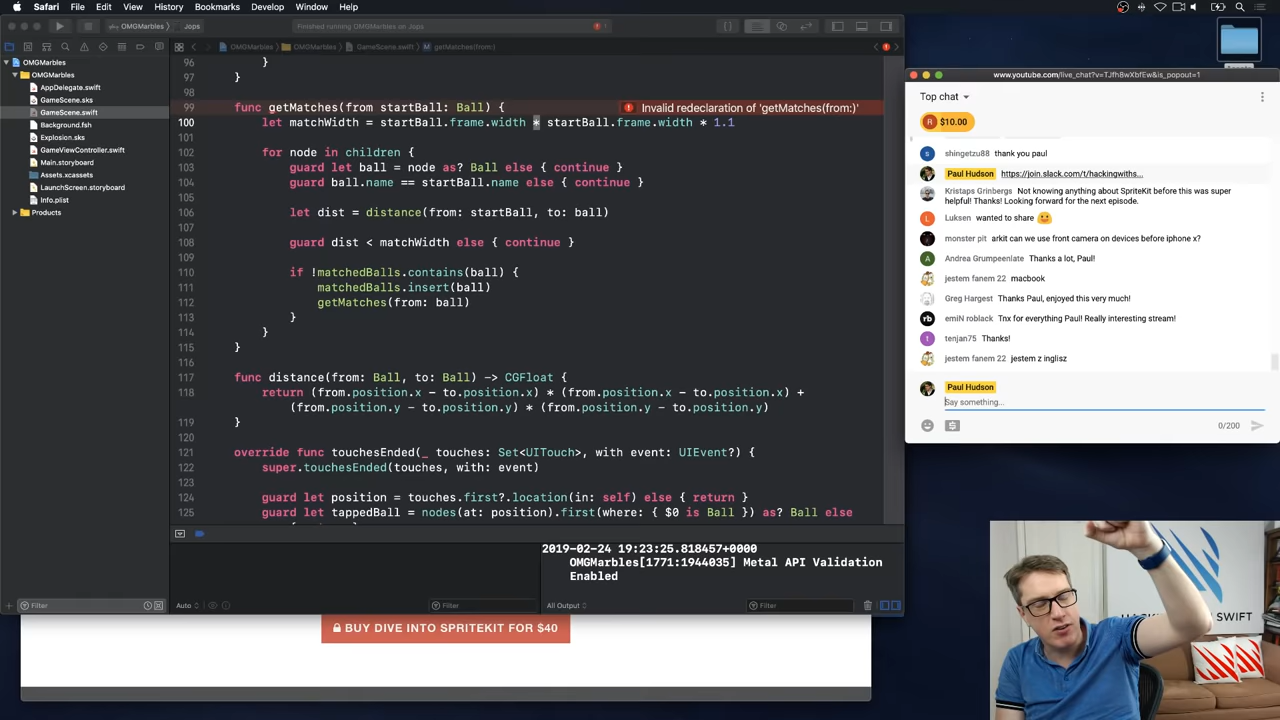 Safari File Edit View History Bookmarks Develop Window Help
OMGMarbles Jops Finished running OMGMarbles on Jops 1
OMGMarbles OMGMarbles GameScene.swift getMatches(from:)
OMGMarbles
OMGMarbles
AppDelegate.swift
GameScene.sks
GameScene.swift
Background.fsh
Explosion.sks
GameViewController.swift
Main.storyboard
Assets.xcassets
LaunchScreen.storyboard
Info.plist
Products
Filter
96 }
97 }
98
99 func getMatches(from startBall: Ball) { Invalid redeclaration of 'getMatches(from:)'
100 let matchWidth = startBall.frame.width * startBall.frame.width * 1.1
101
102 for node in children {
103 guard let ball = node as? Ball else { continue }
104 guard ball.name == startBall.name else { continue }
105
106 let dist = distance(from: startBall, to: ball)
107
108 guard dist < matchWidth else { continue }
109
110 if !matchedBalls.contains(ball) {
111 matchedBalls.insert(ball)
112 getMatches(from: ball)
113 }
114 }
115 }
116
117 func distance(from: Ball, to: Ball) -> CGFloat {
118 return (from.position.x - to.position.x) * (from.position.x - to.position.x) +
(from.position.y - to.position.y) * (from.position.y - to.position.y)
119 }
120
121 override func touchesEnded(_ touches: Set<UITouch>, with event: UIEvent?) {
122 super.touchesEnded(touches, with: event)
123
124 guard let position = touches.first?.location(in: self) else { return }
125 guard let tappedBall = nodes(at: position).first(where: { $0 is Ball }) as? Ball else
2019-02-24 19:23:25.818457+0000
OMGMarbles[1771:1944035] Metal API Validation
Enabled
Auto Filter All Output Filter
BUY DIVE INTO SPRITEKIT FOR $40
www.youtube.com/live_chat?v=TJfh8wXbfEw&is_popout=1
Top chat
R $10.00
shingetzu88 thank you paul
Paul Hudson https://join.slack.com/t/hackingwiths...
Kristaps Grinbergs Not knowing anything about SpriteKit before this was super
helpful! Thanks! Looking forward for the next episode.
Luksen wanted to share
monster pit arkit can we use front camera on devices before iphone x?
Andrea Grumpeeniate Thanks a lot, Paul!
jestem fanem 22 macbook
Greg Hargest Thanks Paul, enjoyed this very much!
emiN roblack Tnx for everything Paul! Really interesting stream!
tenjan75 Thanks!
jestem fanem 22 jestem z inglisz
Paul Hudson
Say something...
0/200
SWIFT